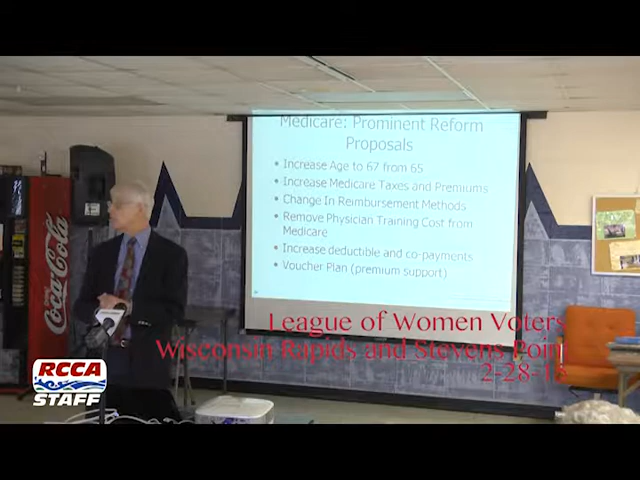 Medicare: Prominent Reform
Proposals
• Increase Age to 67 from 65
• Increase Medicare Taxes and Premiums
• Change In Reimbursement Methods
• Remove Physician Training Cost from
Medicare
• Increase deductible and co-payments
• Voucher Plan (premium support)
Coca-Cola
League of Women Voters
Wisconsin Rapids and Stevens Point
2-28-18
RCCA
STAFF